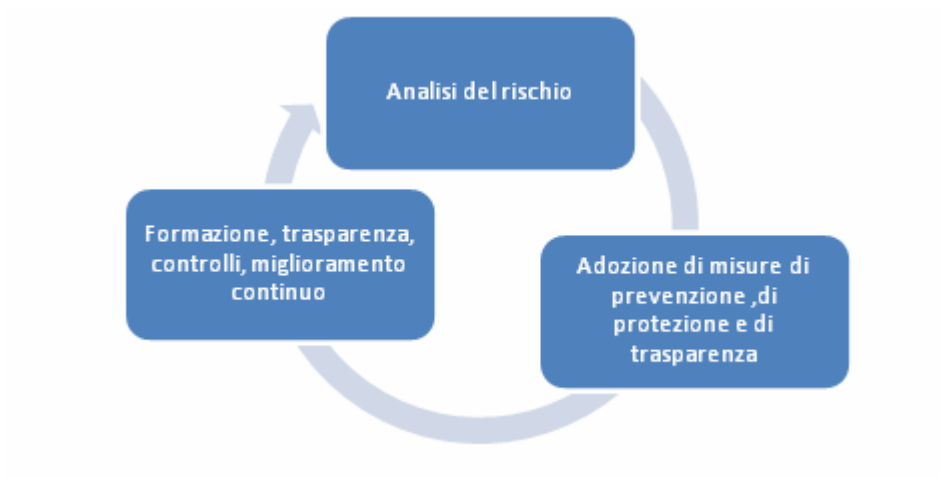 Analisi del rischio
Formazione, trasparenza,
controlli, miglioramento
continuo
Adozione di misure di
prevenzione ,di
protezione e di
trasparenza